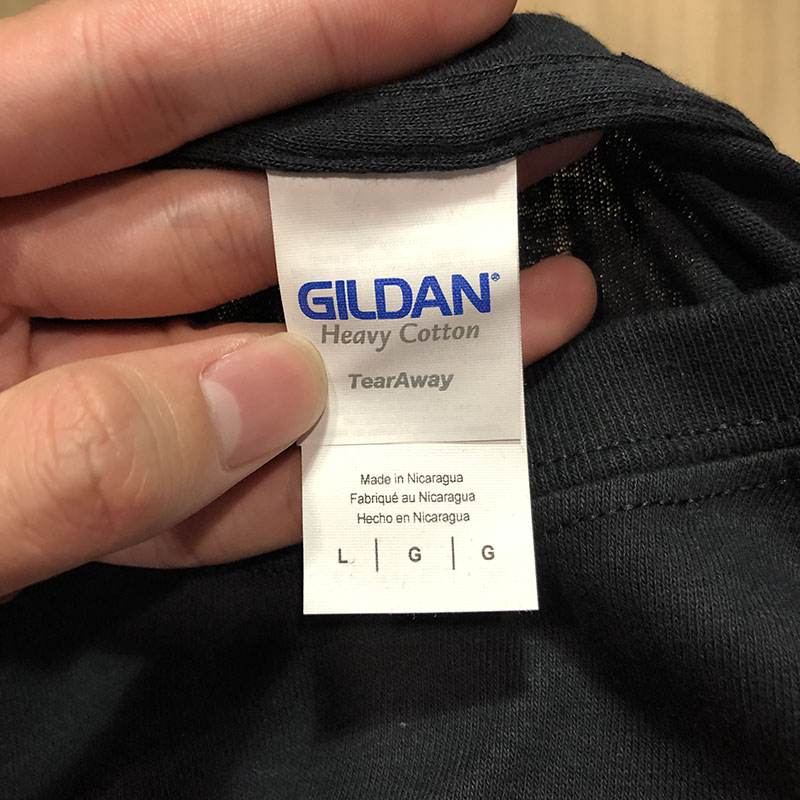 GILDAN®
Heavy Cotton
TearAway
Made in Nicaragua
Fabriqué au Nicaragua
Hecho en Nicaragua
L | G | G